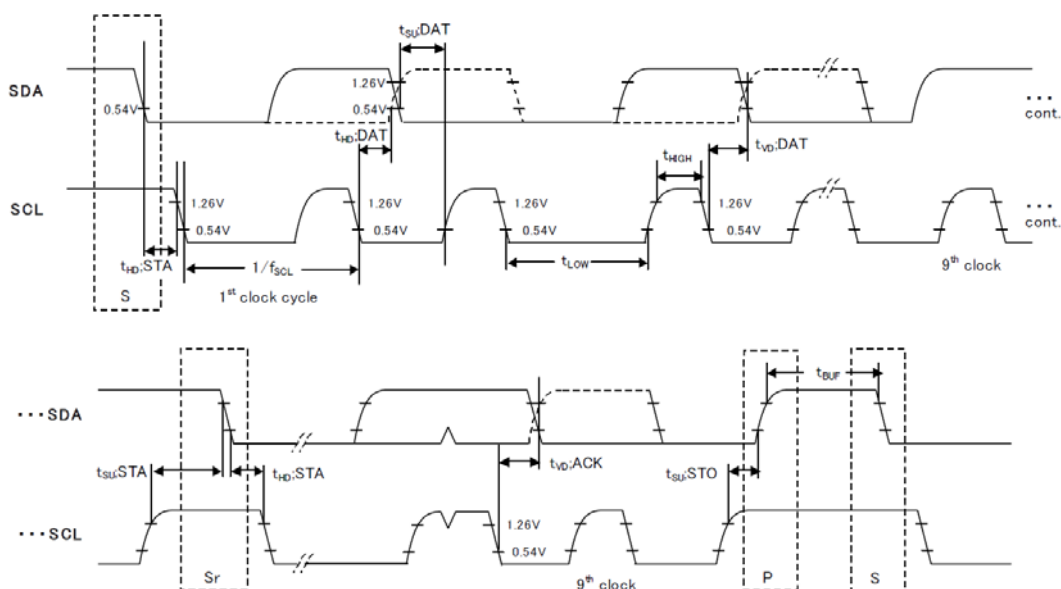 tSU;DAT
SDA
1.26V
0.54V
0.54V
...
cont.
tHD;DAT
tVD;DAT
tHIGH
SCL
1.26V
1.26V
1.26V
1.26V
...
0.54V
0.54V
0.54V
0.54V
cont.
tHD;STA
1/fSCL
tLOW
9th clock
S
1st clock cycle
tBUF
...SDA
tSU;STA
tHD;STA
tVD;ACK
tSU;STO
...SCL
1.26V
0.54V
Sr
9th clock
P
S